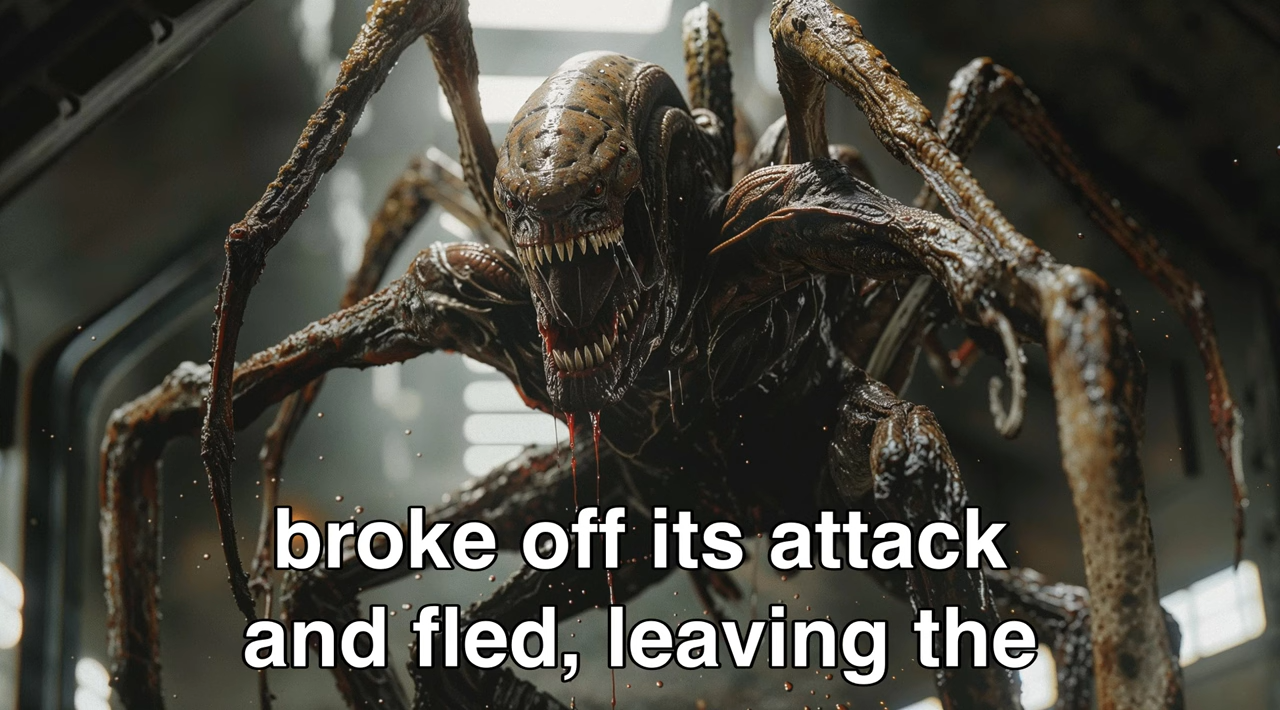 broke off its attack
and fled, leaving the